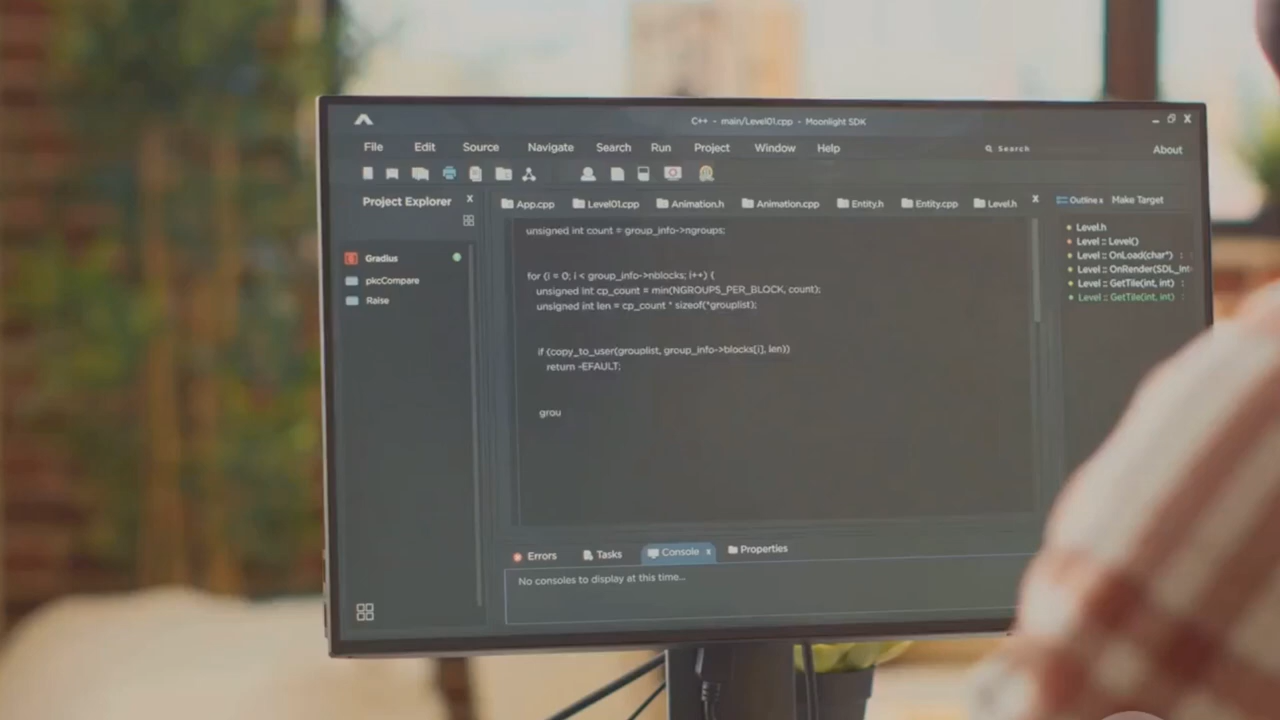 C++ - main/Level01.cpp - Moonlight SDK
File Edit Source Navigate Search Run Project Window Help Search About
Project Explorer x
App.cpp Level01.cpp Animation.h Animation.cpp Entity.h Entity.cpp Level.h x
Outline x Make Target
Gradius
pkcCompare
Raise
unsigned int count = group_info->ngroups;
for (i = 0; i < group_info->nblocks; i++) {
unsigned int cp_count = min(NGROUPS_PER_BLOCK, count);
unsigned int len = cp_count * sizeof(*grouplist);
if (copy_to_user(grouplist, group_info->blocks[i], len))
return -EFAULT;
grou
Level.h
Level :: Level()
Level :: OnLoad(char*) :
Level :: OnRender(SDL_Int
Level :: GetTile(int, int) :
Level :: GetTile(int, int) :
Errors Tasks Console x Properties
No consoles to display at this time...